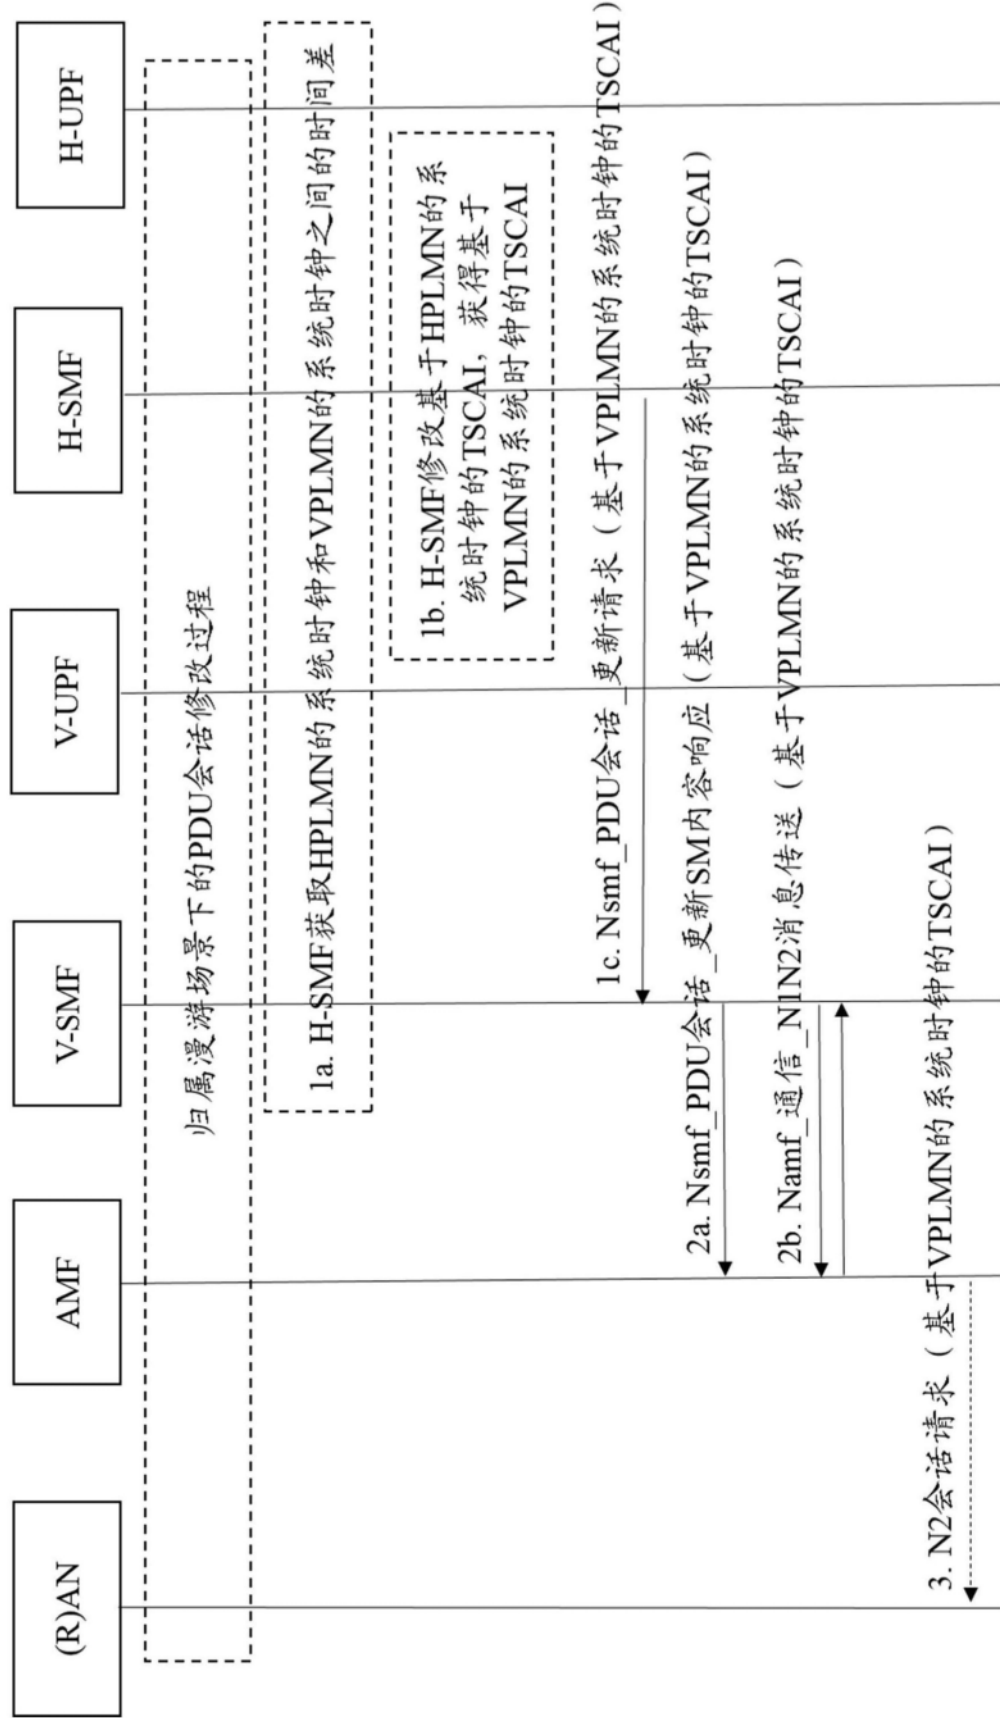 (R)AN
AMF
V-SMF
V-UPF
H-SMF
H-UPF
归属漫游场景下的PDU会话修改过程
1a. H-SMF获取HPLMN的系统时钟和VPLMN的系统时钟之间的时间差
1b. H-SMF修改基于HPLMN的系
统时钟的TSCAI，获得基于
VPLMN的系统时钟的TSCAI
1c. Nsmf_PDU会话_更新请求（基于VPLMN的系统时钟的TSCAI）
2a. Nsmf_PDU会话_更新SM内容响应（基于VPLMN的系统时钟的TSCAI）
2b. Namf_通信_N1N2消息传送（基于VPLMN的系统时钟的TSCAI）
3. N2会话请求（基于VPLMN的系统时钟的TSCAI）